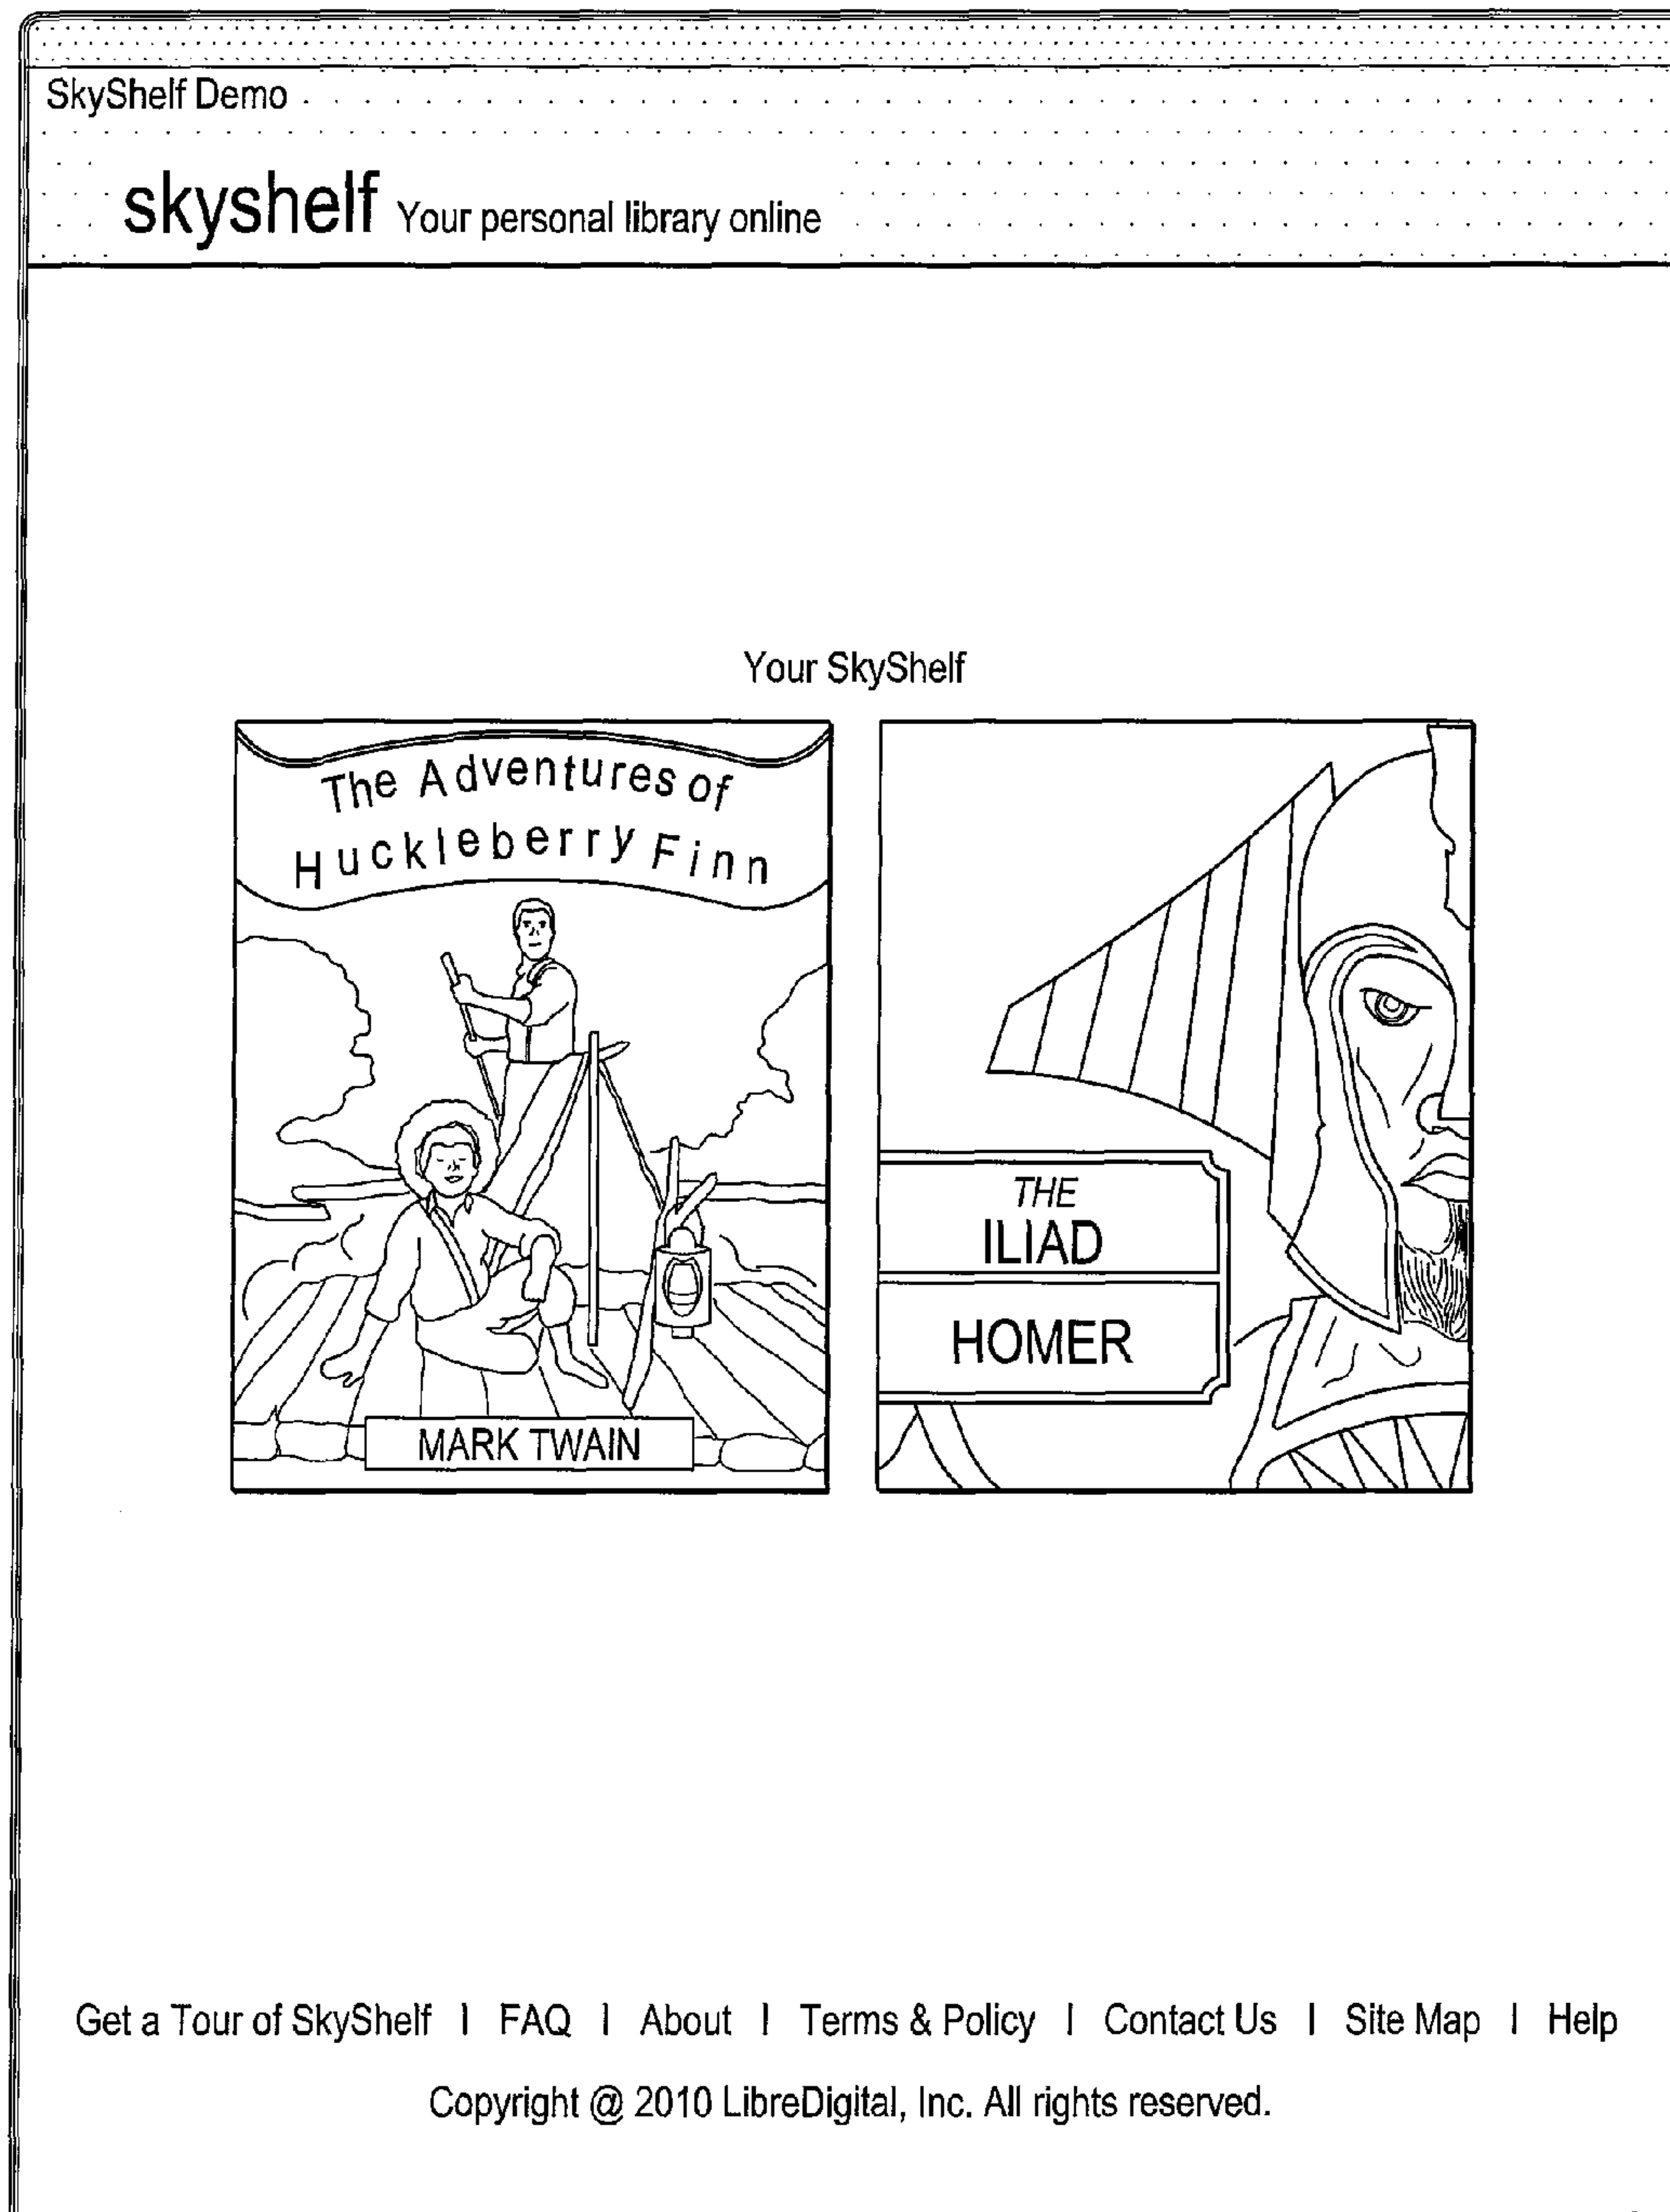 SkyShelf Demo
skyshelf Your personal library online
Your SkyShelf
The Adventures of
Huckleberry Finn
MARK TWAIN
THE
ILIAD
HOMER
Get a Tour of SkyShelf | FAQ | About | Terms & Policy | Contact Us | Site Map | Help
Copyright @ 2010 LibreDigital, Inc. All rights reserved.